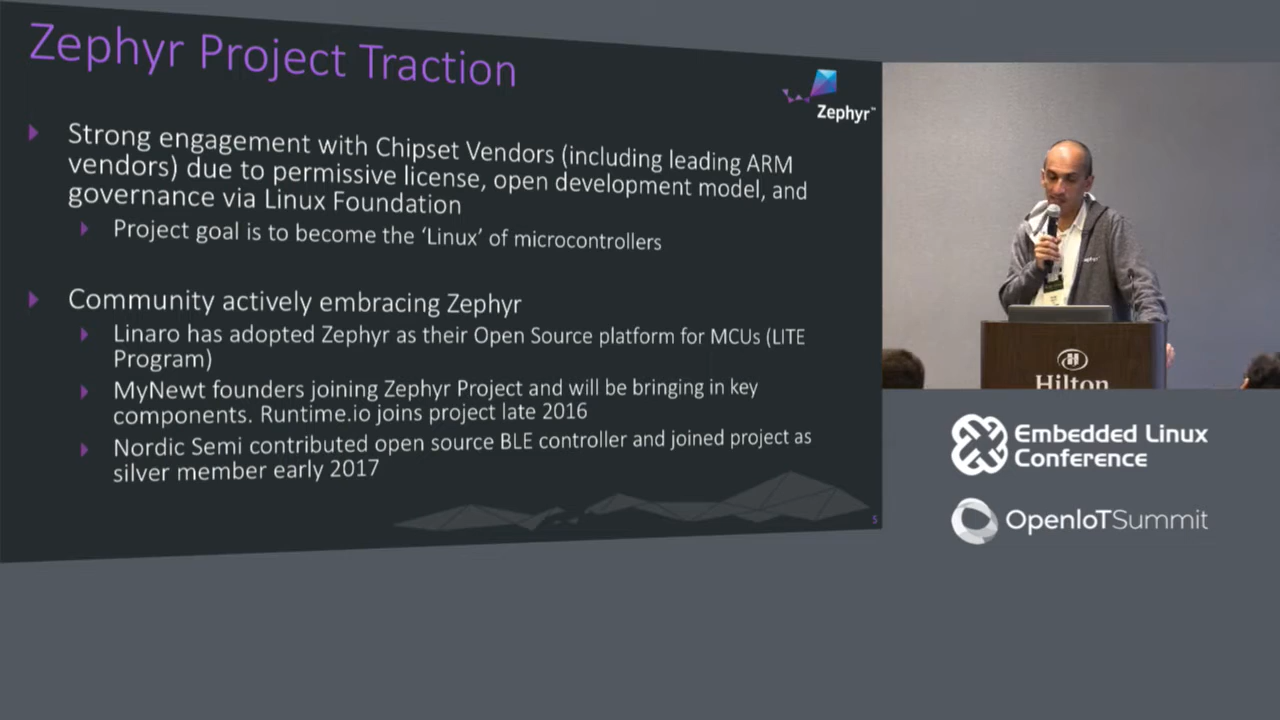 Zephyr Project Traction
Zephyr™
Strong engagement with Chipset Vendors (including leading ARM
vendors) due to permissive license, open development model, and
governance via Linux Foundation
Project goal is to become the ‘Linux’ of microcontrollers
Community actively embracing Zephyr
Linaro has adopted Zephyr as their Open Source platform for MCUs (LITE
Program)
MyNewt founders joining Zephyr Project and will be bringing in key
components. Runtime.io joins project late 2016
Nordic Semi contributed open source BLE controller and joined project as
silver member early 2017
5
Hilton
Embedded Linux
Conference
OpenIoTSummit